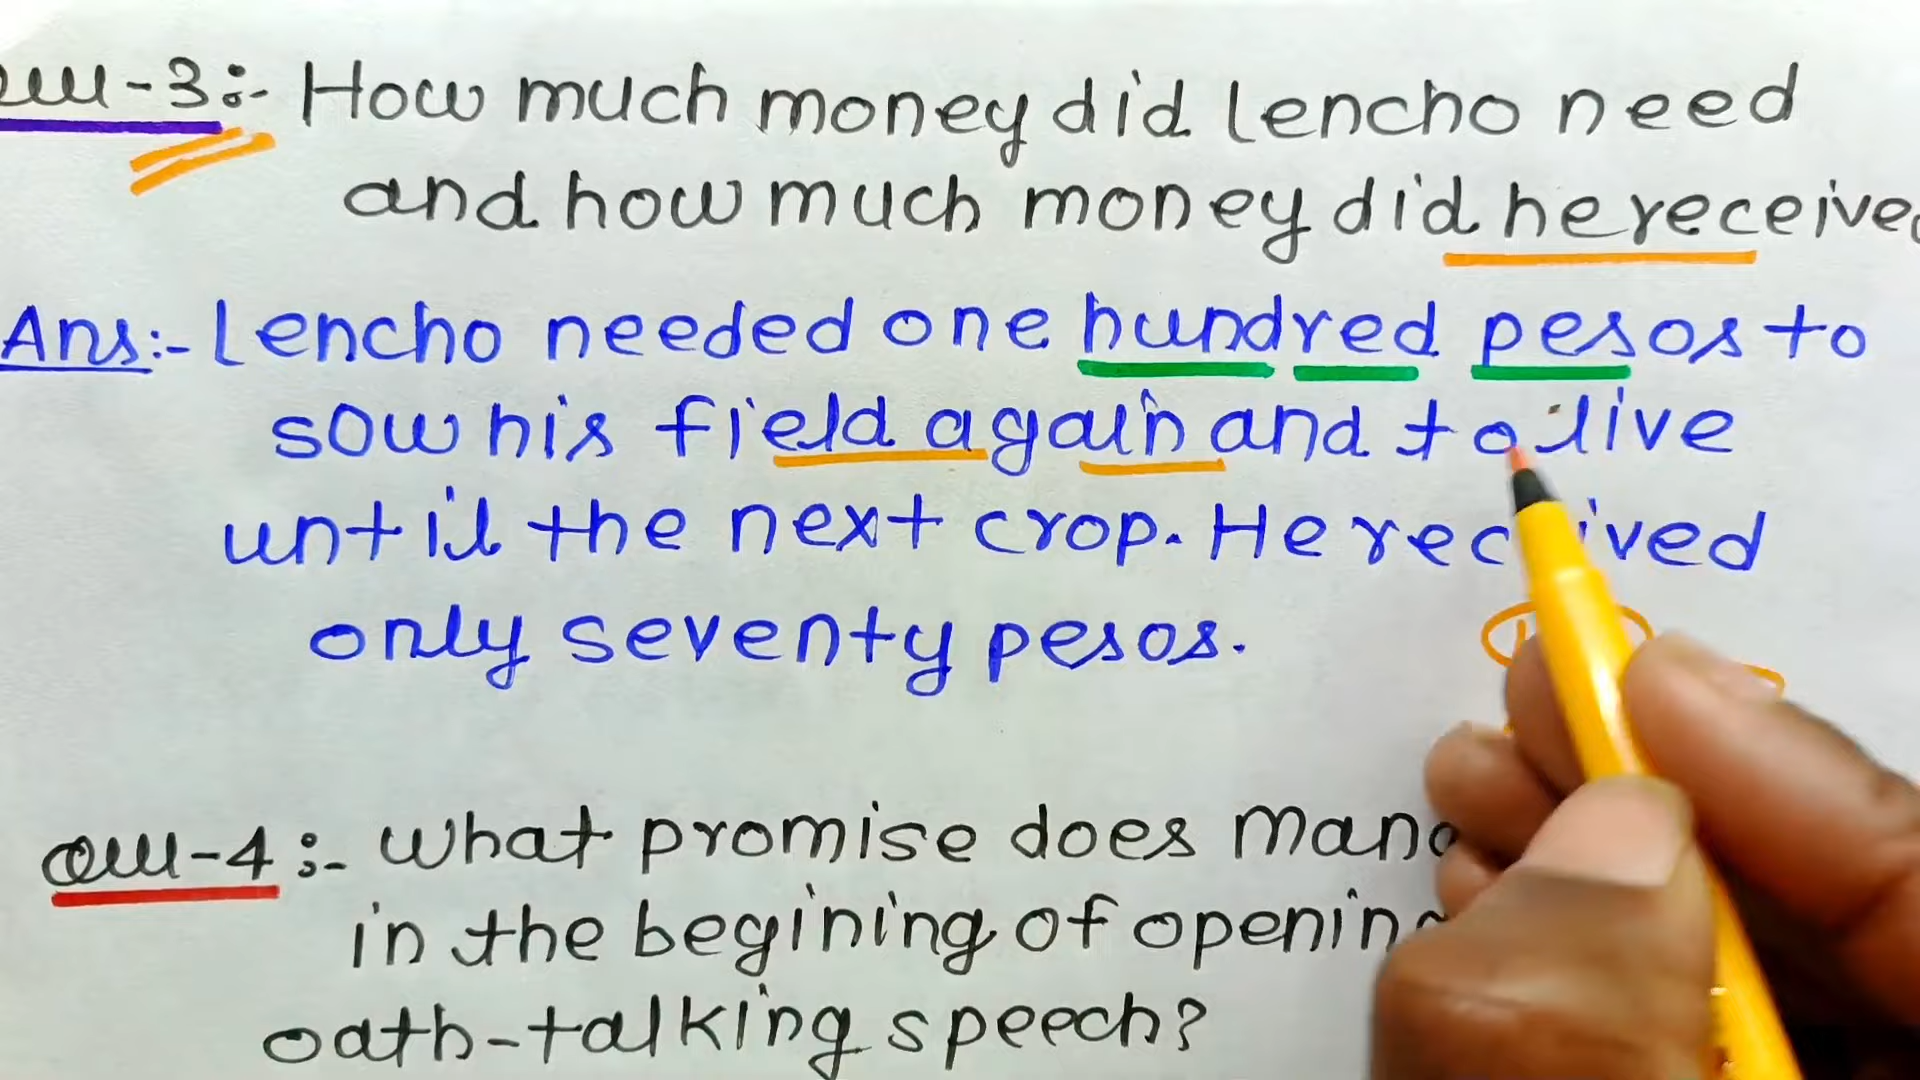 Que-3:- How much money did Lencho need
and how much money did he receive
Ans:- Lencho needed one hundred pesos to
sow his field again and to live
until the next crop. He received
only seventy pesos.
Que-4:- What promise does
in the begining of
oath-talking speech?